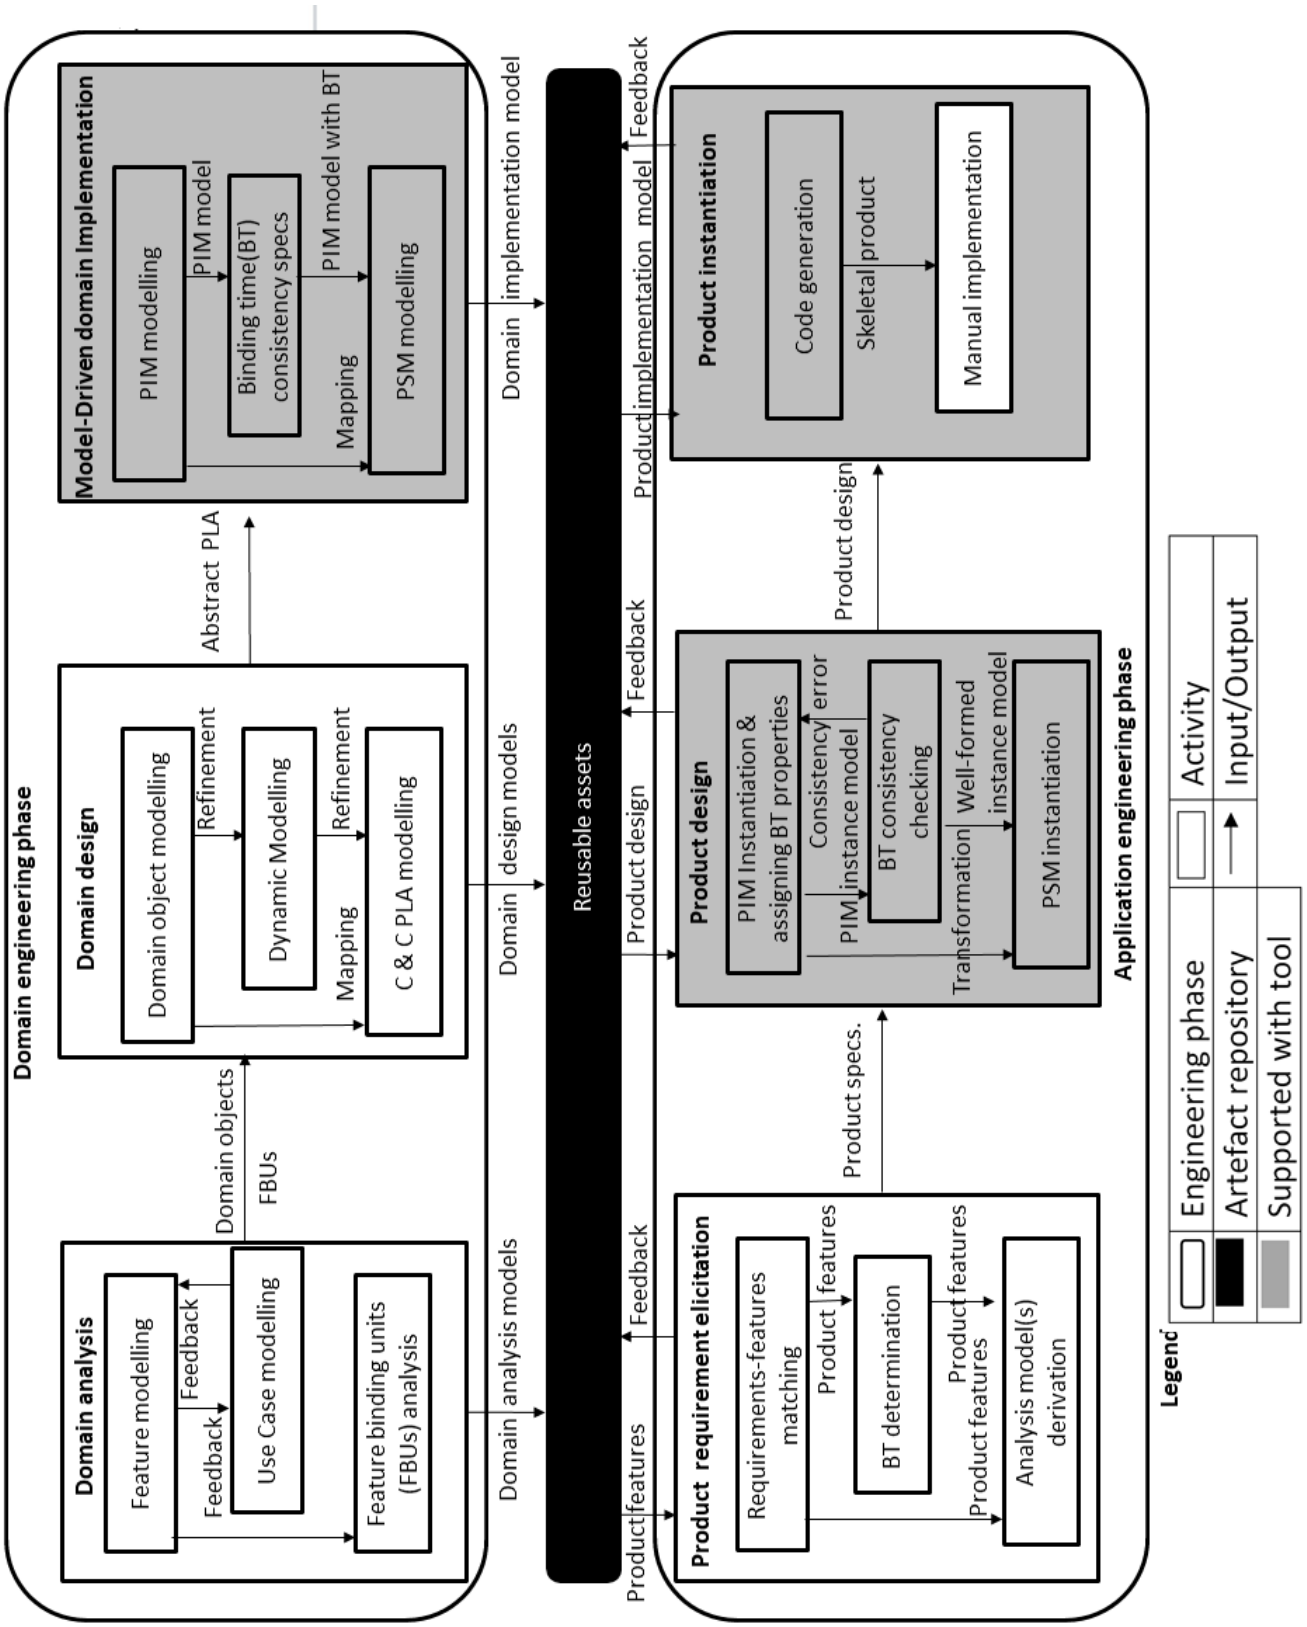 Domain engineering phase
Domain analysis
Feature modelling
Feedback
Feedback
Use Case modelling
Feature binding units
(FBUs) analysis
Domain objects
FBUs
Domain design
Domain object modelling
Refinement
Dynamic Modelling
Mapping
Refinement
C & C PLA modelling
Abstract PLA
Model-Driven domain Implementation
PIM modelling
PIM model
Binding time(BT)
consistency specs
Mapping
PIM model with BT
PSM modelling
Domain analysis models
Domain design models
Domain implementation model
Reusable assets
Product features
Feedback
Product design
Feedback
Product implementation model
Feedback
Product requirement elicitation
Requirements-features
matching
Product features
BT determination
Product features
Product features
Analysis model(s)
derivation
Product specs.
Product design
PIM Instantiation &
assigning BT properties
Consistency error
PIM instance model
BT consistency
checking
Transformation
Well-formed
instance model
PSM instantiation
Product design
Product instantiation
Code generation
Skeletal product
Manual implementation
Application engineering phase
Legend
Engineering phase
Activity
Artefact repository
Input/Output
Supported with tool